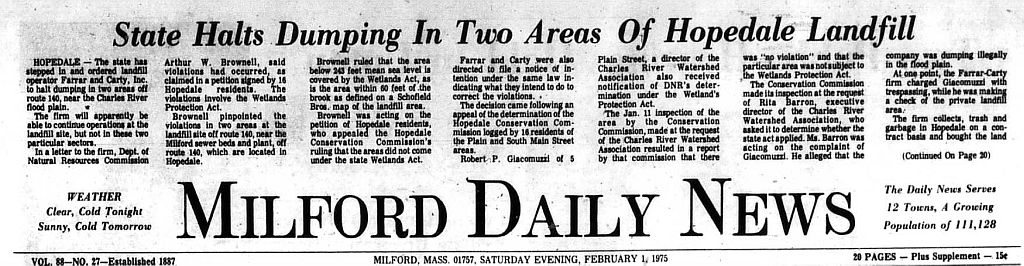 State Halts Dumping In Two Areas Of Hopedale Landfill
HOPEDALE — The state has
stepped in and ordered landfill
operator Farrar and Carty, Inc.
to halt dumping in two areas off
route 140, near the Charles River
flood plain.
The firm will apparently be
able to continue operations at the
landfill site, but not in these two
particular sectors.
In a letter to the firm, Dept. of
Natural Resources Commission
Arthur W. Brownell, said
violations had occurred, as
claimed in a petition signed by 16
Hopedale residents. The
violations involve the Wetlands
Protection Act.
Brownell pinpointed the
violations in two areas at the
landfill site off route 140, near the
Milford sewer beds and plant, off
route 140, which are located in
Hopedale.
Brownell ruled that the area
below 243 feet mean sea level is
covered by the Wetlands Act, as
is the area within 60 feet of the
brook as defined on a Schofield
Bros. map of the landfill area.
Brownell was acting on the
petition of Hopedale residents,
who appealed the Hopedale
Conservation Commission's
ruling that the areas did not come
under the state Wetlands Act.
Farrar and Carty were also
directed to file a notice of in-
tention under the same law in-
dicating what they intend to do to
correct the violations.
The decision came following an
appeal of the determination of the
Hopedale Conservation Com-
mission logged by 16 residents of
the Plain and South Main Street
areas.
Robert P. Giacomuzzi of 5
Plain Street, a director of the
Charles River Watershed
Association also received
notification of DNR's deter-
mination under the Wetland's
Protection Act.
The Jan. 11 inspection of the
area by the Conservation
Commission, made at the request
of the Charles River Watershed
Association resulted in a report
by that commission that there
was "no violation" and that the
particular area was not subject to
the Wetlands Protection Act.
The Conservation Commission
made its inspection at the request
of Rita Barron, executive
director of the Charles River
Watershed Association, who
asked it to determine whether the
state act applied. Ms. Barron was
acting on the complaint of
Giacomuzzi. He alleged that the
company was dumping illegally
in the flood plain.
At one point, the Farrar-Carty
firm charged Giacomuzzi with
trespassing, while he was making
a check of the private landfill
area.
The firm collects, trash and
garbage in Hopedale on a con-
tract basis and bought the land
(Continued On Page 20)
WEATHER
Clear, Cold Tonight
Sunny, Cold Tomorrow
MILFORD DAILY NEWS
The Daily News Serves
12 Towns, A Growing
Population of 111,128
VOL. 88—NO. 27—Established 1887
MILFORD, MASS. 01757, SATURDAY EVENING, FEBRUARY 1, 1975
20 PAGES — Plus Supplement — 15¢